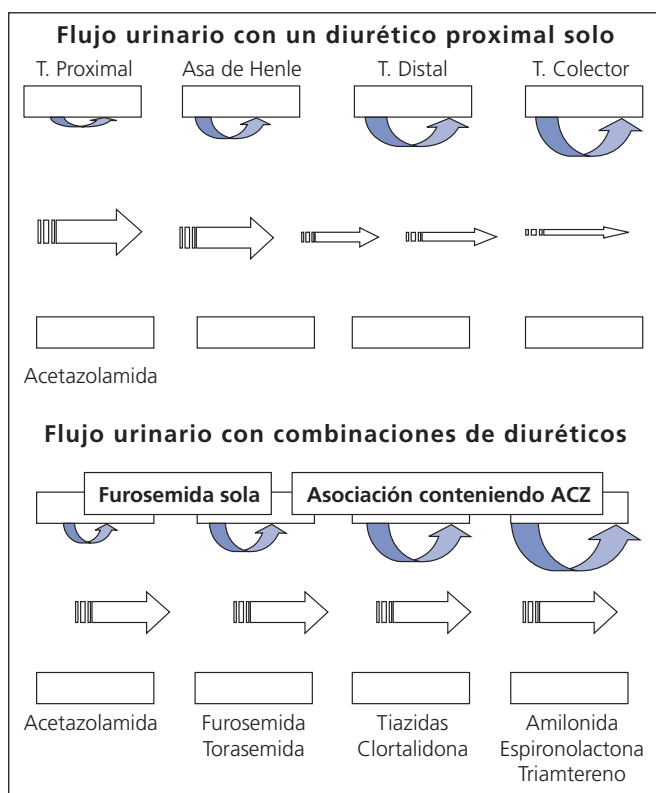 Flujo urinario con un diurético proximal solo
T. Proximal Asa de Henle T. Distal T. Colector
Acetazolamida
Flujo urinario con combinaciones de diuréticos
Furosemida sola Asociación conteniendo ACZ
Acetazolamida Furosemida Tiazidas Amilonida
Torasemida Clortalidona Espironolactona
Triamtereno